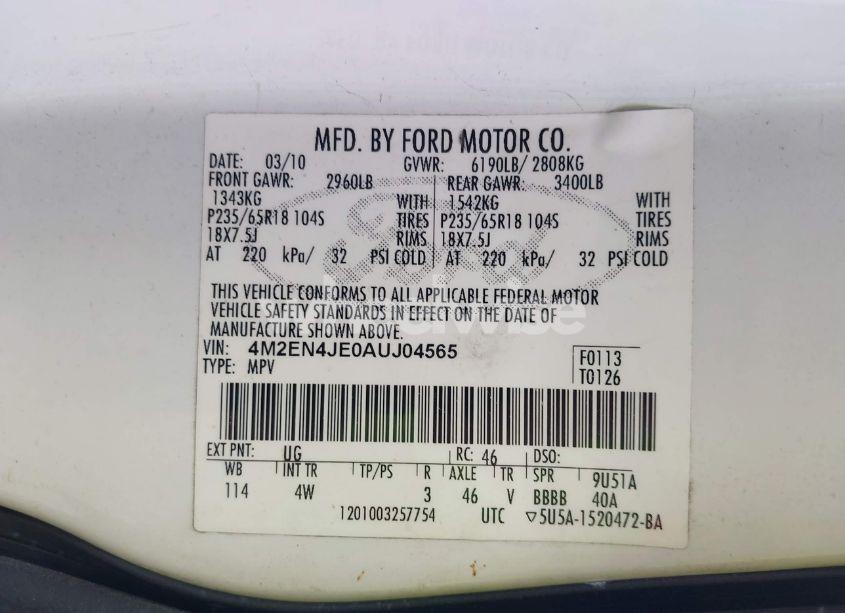 MFD. BY FORD MOTOR CO.
DATE: 03/10 GVWR: 6190LB/ 2808KG
FRONT GAWR: 2960LB REAR GAWR: 3400LB
1343KG WITH 1542KG WITH
P235/65R18 104S TIRES P235/65R18 104S TIRES
18X7.5J RIMS 18X7.5J RIMS
AT 220 kPa/ 32 PSI COLD AT 220 kPa/ 32 PSI COLD
THIS VEHICLE CONFORMS TO ALL APPLICABLE FEDERAL MOTOR
VEHICLE SAFETY STANDARDS IN EFFECT ON THE DATE OF
MANUFACTURE SHOWN ABOVE.
VIN: 4M2EN4JE0AUJ04565 F0113
TYPE: MPV T0126
EXT PNT: UG RC: 46 DSO:
WB INT TR TP/PS R AXLE TR SPR 9U51A
114 4W 3 46 V BBBB 40A
1201003257754 UTC ▽5U5A-1520472-BA